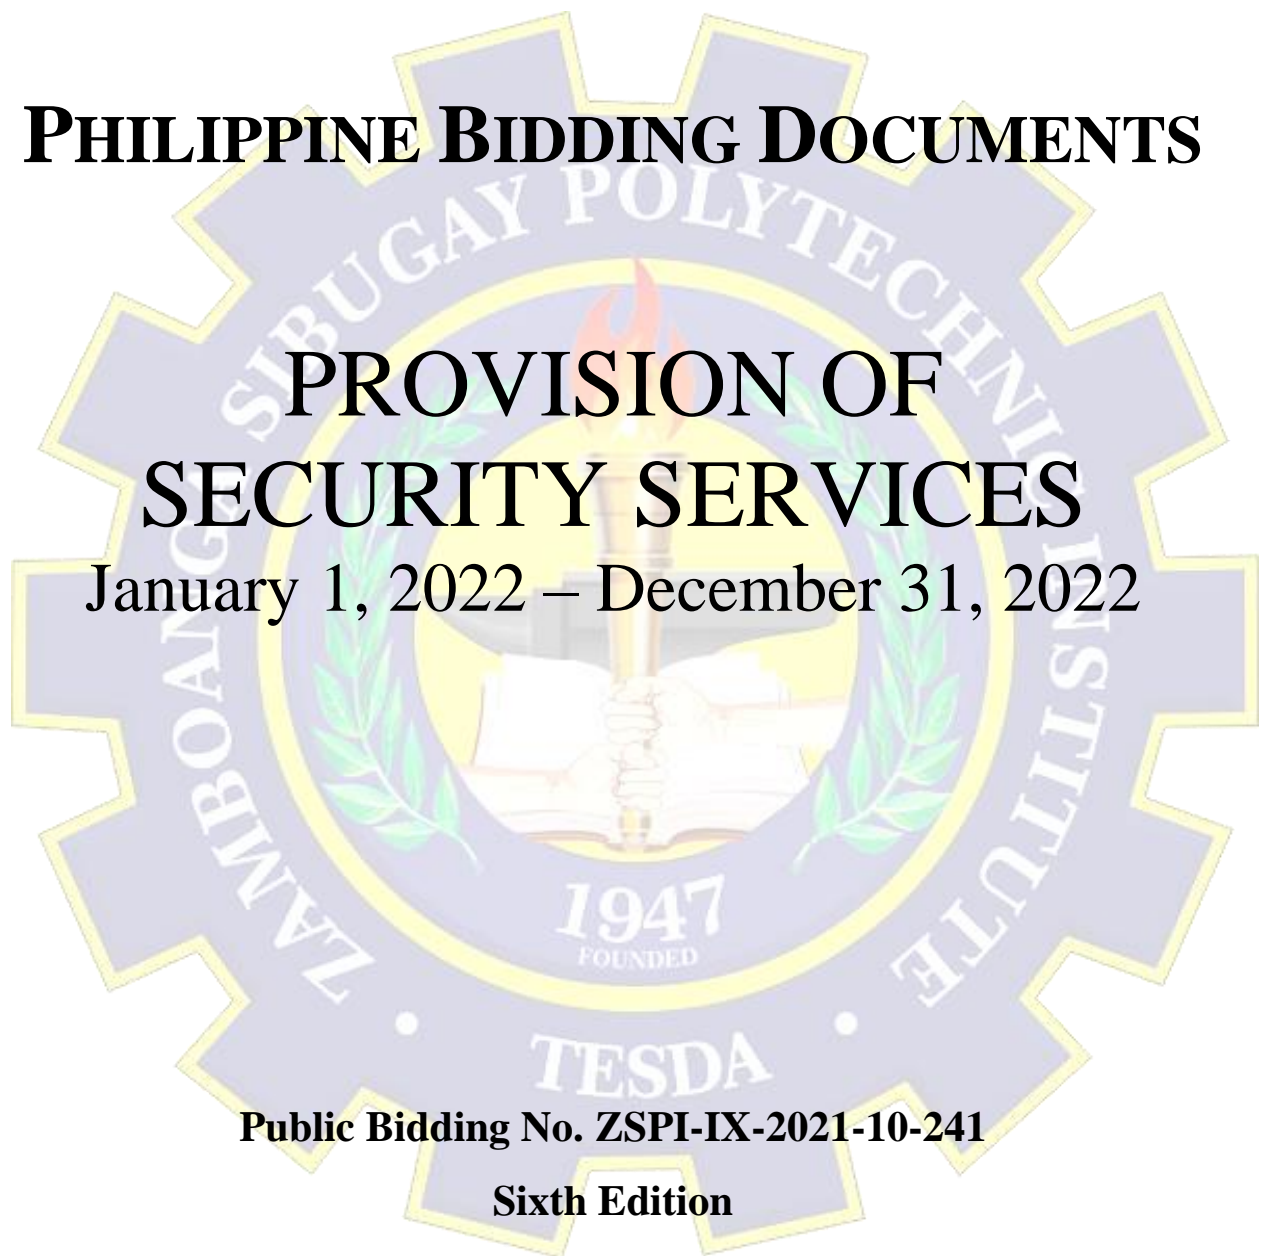 PHILIPPINE BIDDING DOCUMENTS
ZAMBOANGA SIBUGAY POLYTECHNIC INSTITUTE
PROVISION OF
SECURITY SERVICES
January 1, 2022 – December 31, 2022
1947
FOUNDED
• TESDA •
Public Bidding No. ZSPI-IX-2021-10-241
Sixth Edition